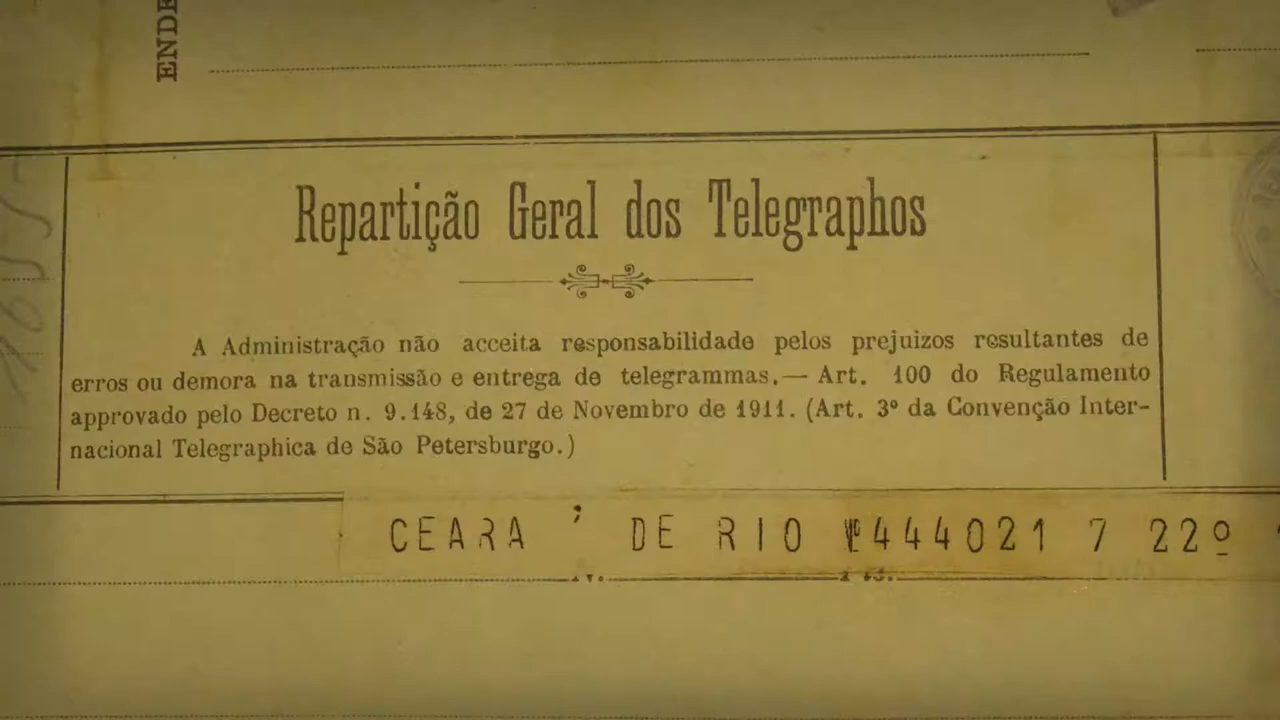 ENDE
Repartição Geral dos Telegraphos
A Administração não acceita responsabilidade pelos prejuizos resultantes de
erros ou demora na transmissão e entrega de telegrammas.— Art. 100 do Regulamento
approvado pelo Decreto n. 9.148, de 27 de Novembro de 1911. (Art. 3º da Convenção Inter-
nacional Telegraphica de São Petersburgo.)
CEARA DE RIO 444021 7 22º